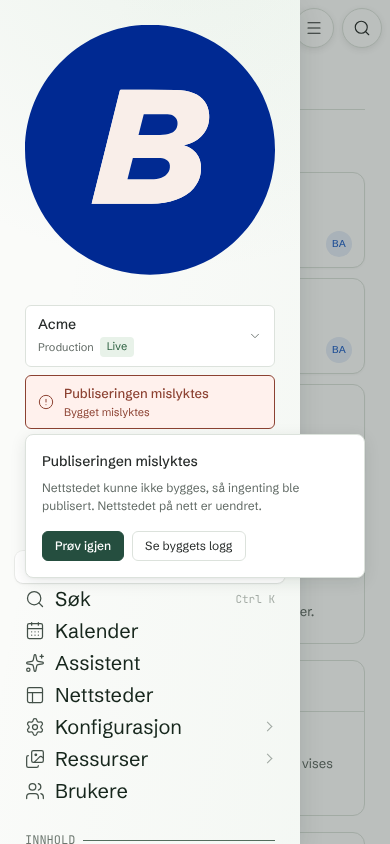 B
Acme
Production Live
BA
BA
Publiseringen mislyktes
Bygget mislyktes
Publiseringen mislyktes
Nettstedet kunne ikke bygges, så ingenting ble
publisert. Nettstedet på nett er uendret.
Prøv igjen Se byggets logg
Søk Ctrl K
er.
Kalender
Assistent
Nettsteder
Konfigurasjon
Ressurser
vises
Brukere
INNHOLD